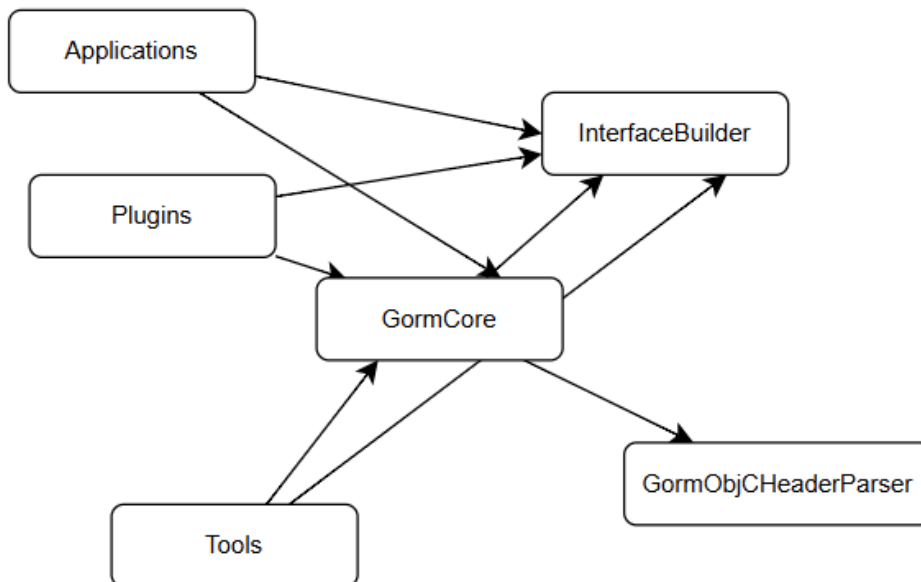 Applications
InterfaceBuilder
Plugins
GormCore
GormObjCHeaderParser
Tools